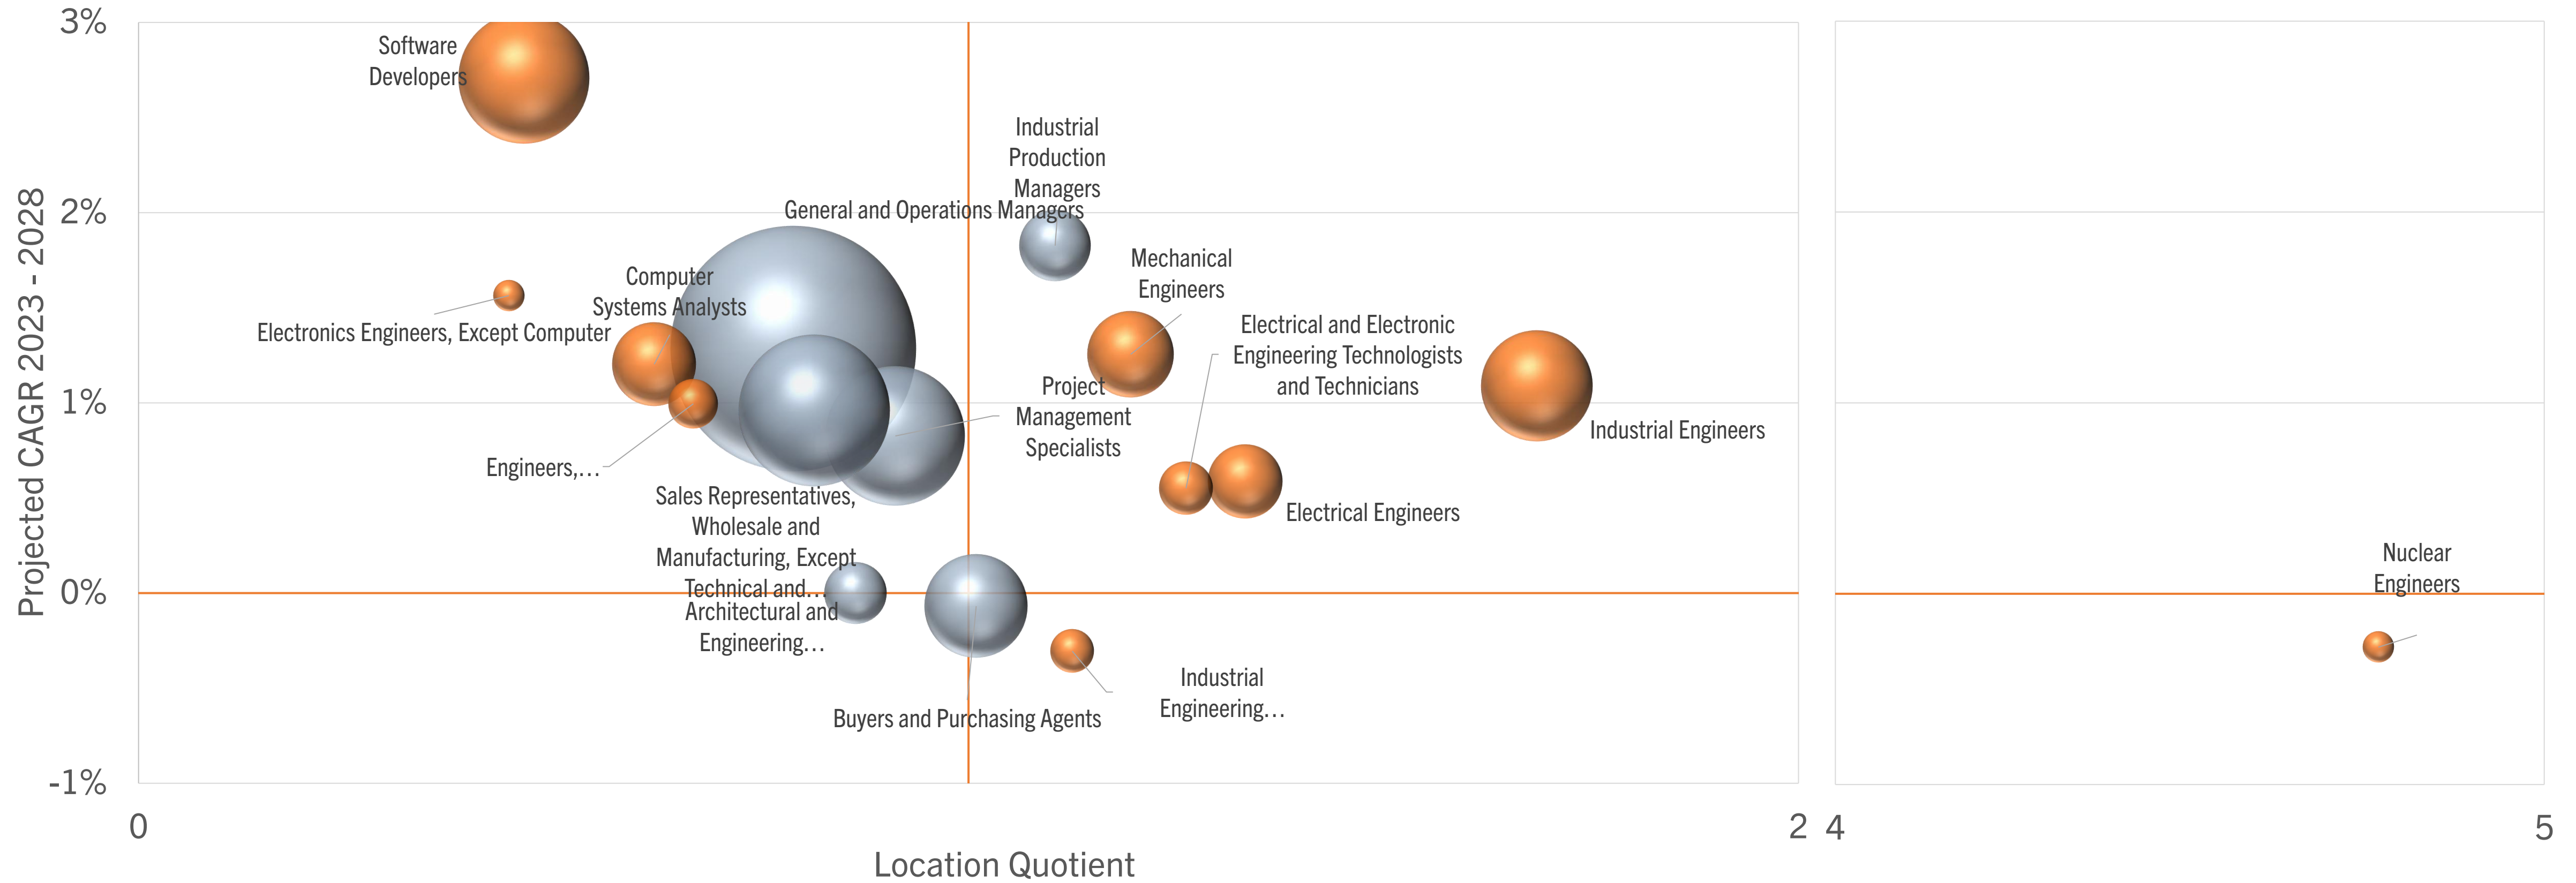 3%
2%
1%
0%
-1%
Projected CAGR 2023 - 2028
Software
Developers
Industrial
Production
Managers
General and Operations Managers
Mechanical
Engineers
Computer
Systems Analysts
Electronics Engineers, Except Computer
Electrical and Electronic
Engineering Technologists
and Technicians
Project
Management
Specialists
Industrial Engineers
Engineers,...
Sales Representatives,
Wholesale and
Manufacturing, Except
Technical and...
Electrical Engineers
Nuclear
Engineers
Architectural and
Engineering...
Industrial
Engineering...
Buyers and Purchasing Agents
0
2
4
5
Location Quotient